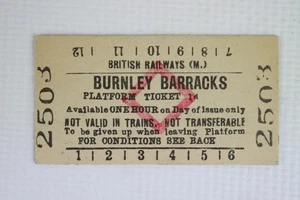 7 | 8 | 9 | 10 | 11 | 12
BRITISH RAILWAYS (M.)
BURNLEY BARRACKS
PLATFORM TICKET 1d
Available ONE HOUR on Day of issue only
NOT VALID IN TRAINS. NOT TRANSFERABLE
To be given up when leaving Platform
FOR CONDITIONS SEE BACK
1 | 2 | 3 | 4 | 5 | 6
2503
2503